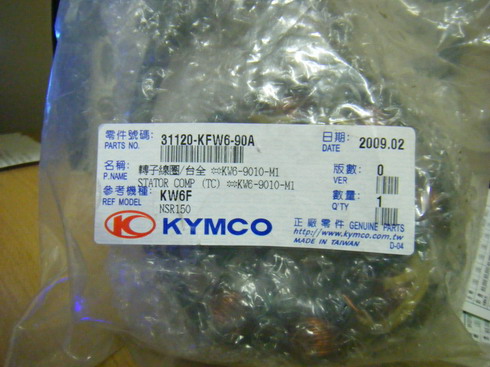 零件號碼: 31120-KFW6-90A 日期: 2009.02
PARTS NO. DATE
名稱: 轉子線圈/台全 ※KW6-9010-M1 版數: 0
P.NAME STATOR COMP (TC) ※KW6-9010-M1 VER
參考機種: KW6F 數量: 1
REF MODEL NSR150 Q'TY
KYMCO 正廠零件 GENUINE PARTS
http://www.kymco.com.tw
MADE IN TAIWAN D-04